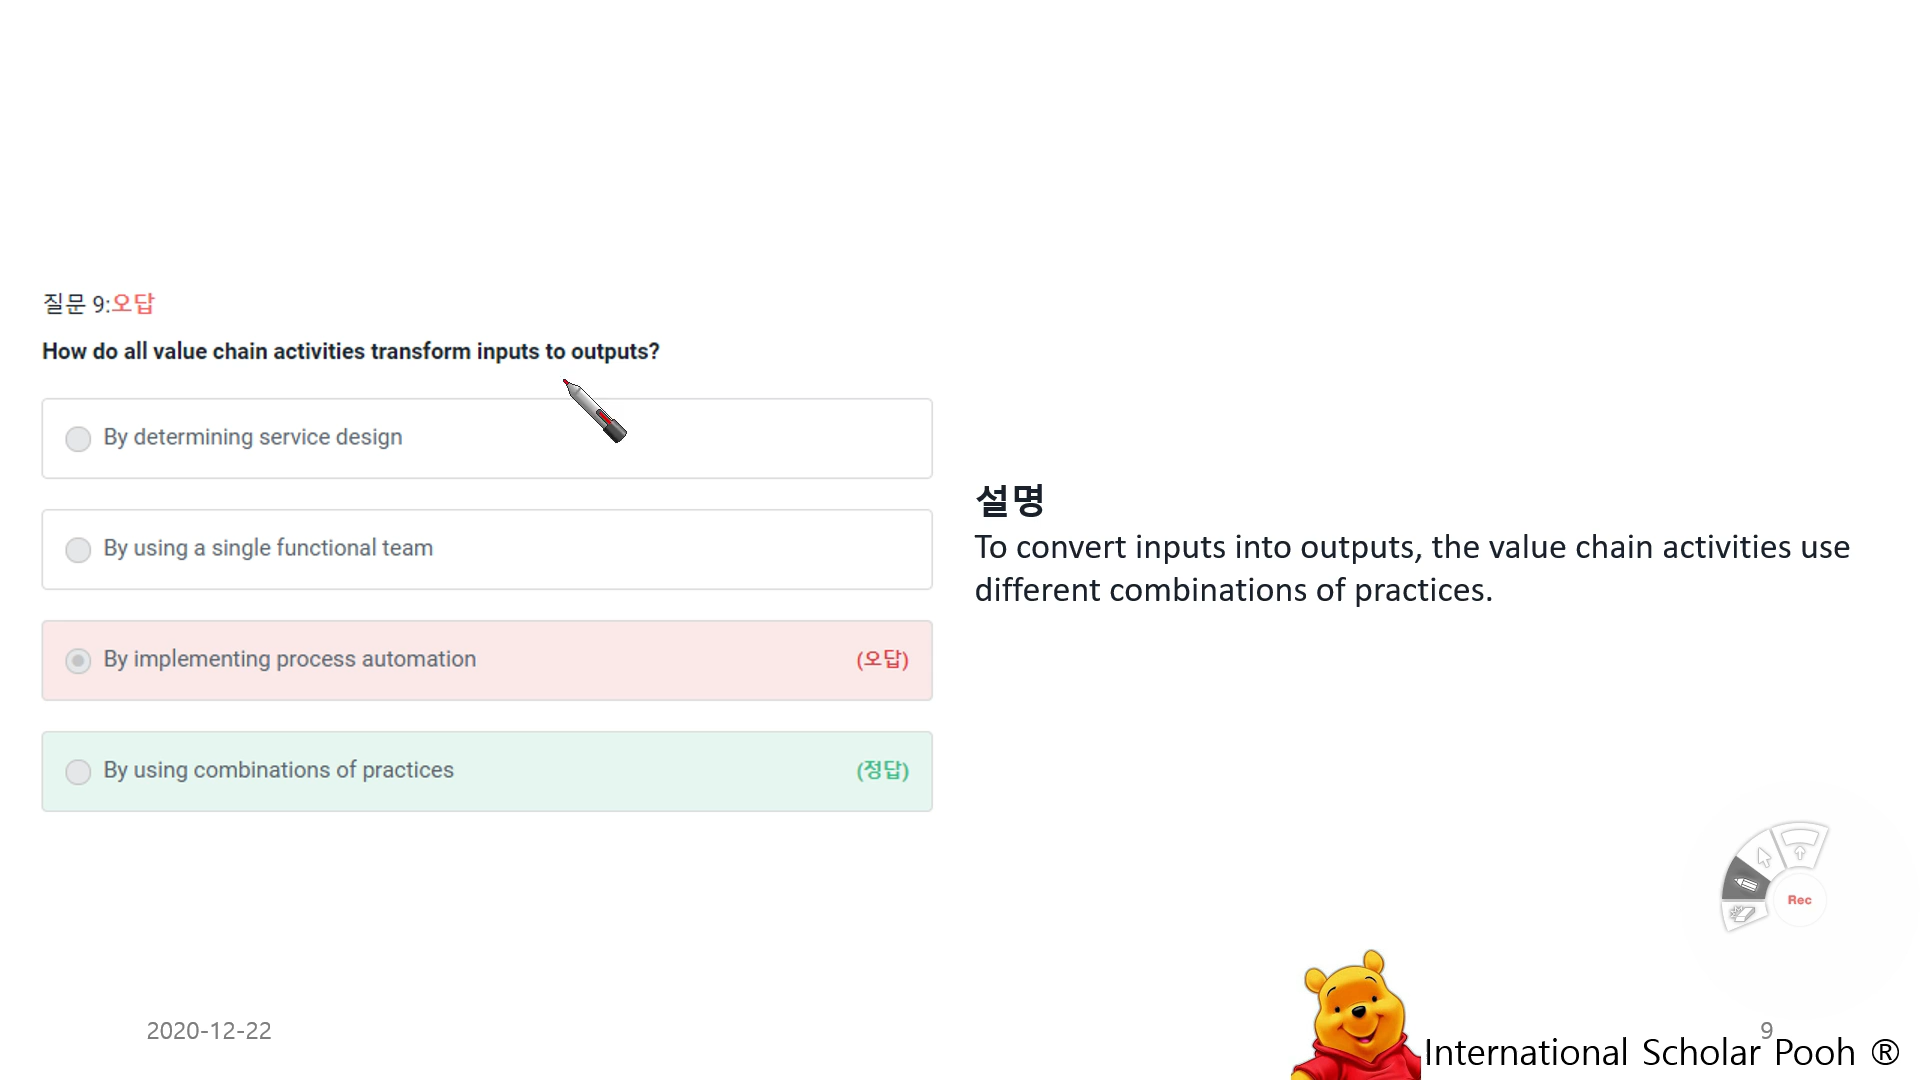 질문 9:오답
How do all value chain activities transform inputs to outputs?
By determining service design
By using a single functional team
By implementing process automation (오답)
By using combinations of practices (정답)
설명
To convert inputs into outputs, the value chain activities use
different combinations of practices.
Rec
2020-12-22
9
International Scholar Pooh ®